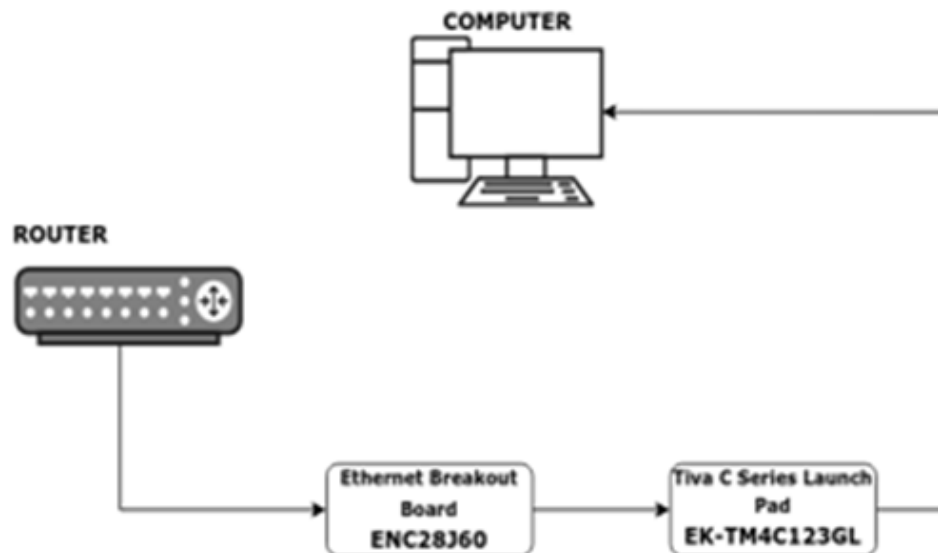 COMPUTER
ROUTER
Ethernet Breakout
Board
ENC28J60
Tiva C Series Launch
Pad
EK-TM4C123GL